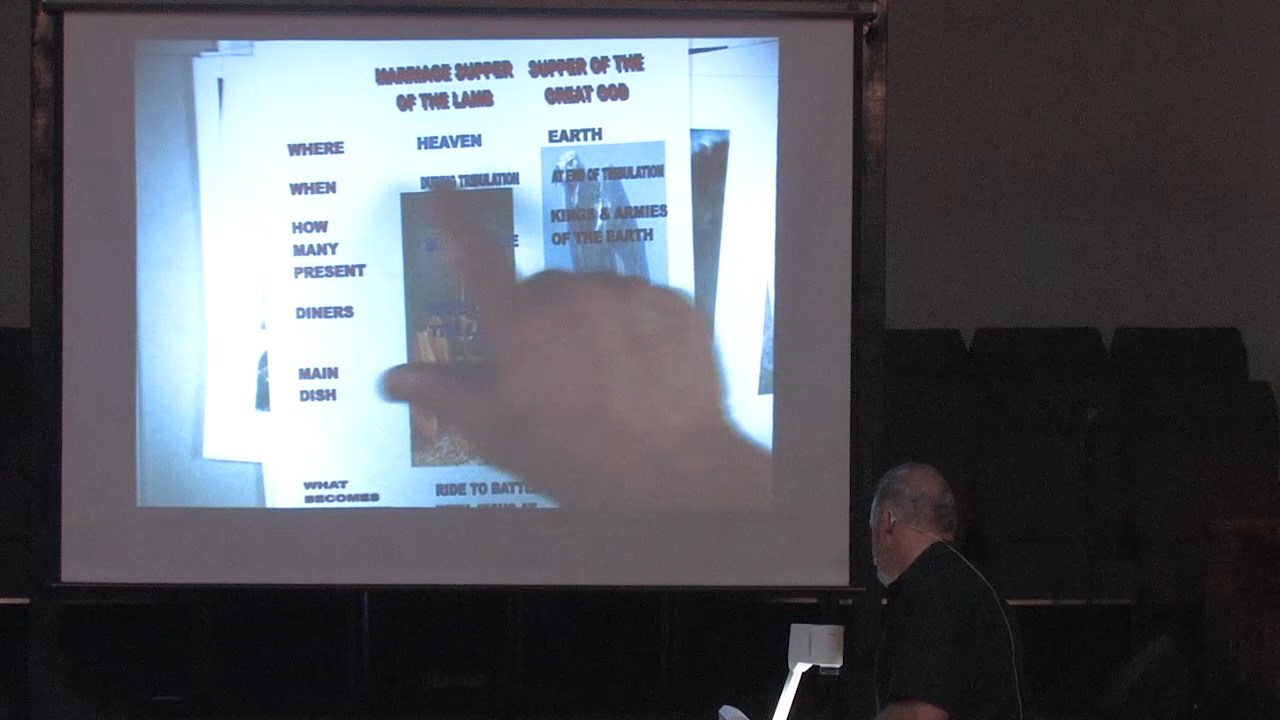 MARRIAGE SUPPER SUPPER OF THE
OF THE LAMB GREAT GOD
WHERE HEAVEN EARTH
WHEN DURING TRIBULATION AT END OF TRIBULATION
HOW KINGS & ARMIES
MANY OF THE EARTH
PRESENT
DINERS
MAIN
DISH
WHAT RIDE TO
BECOMES